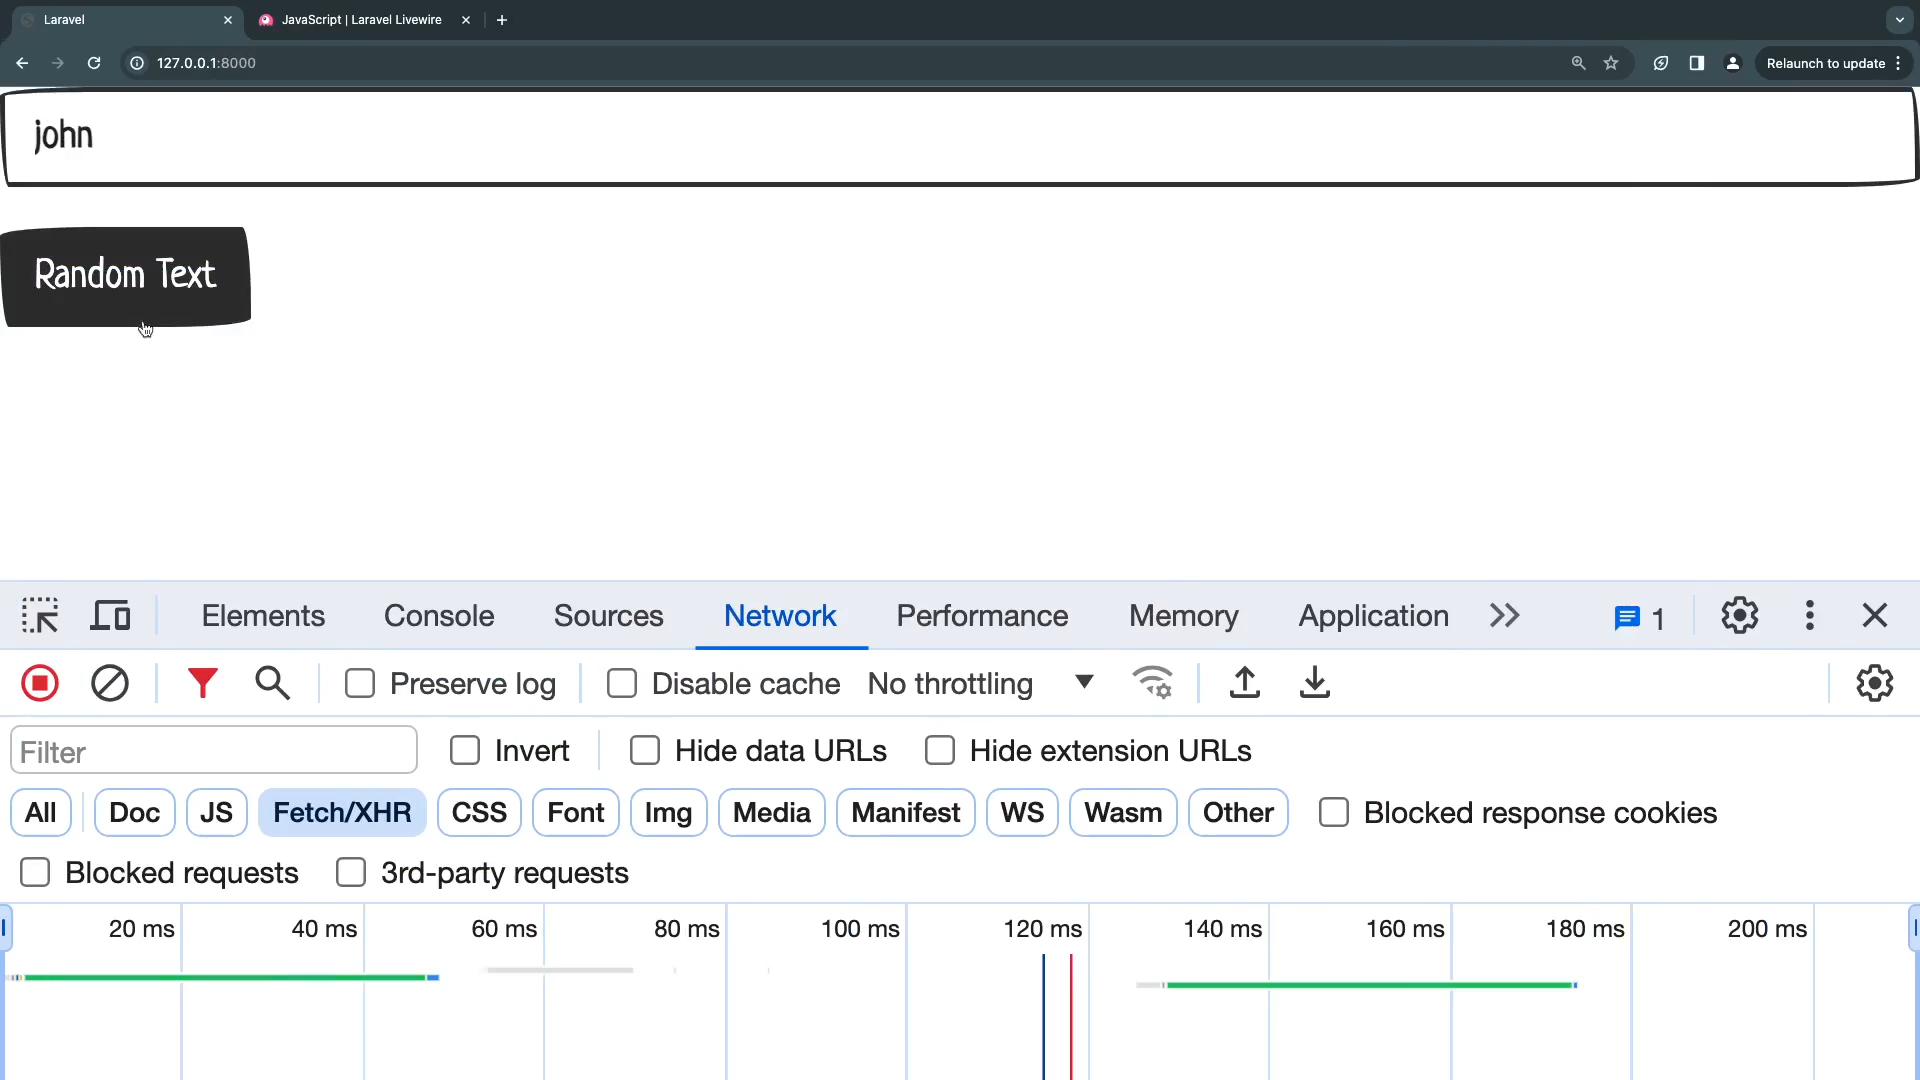 Laravel
JavaScript | Laravel Livewire
127.0.0.1:8000
Relaunch to update
john
Random Text
Elements Console Sources Network Performance Memory Application 1
Preserve log Disable cache No throttling
Filter Invert Hide data URLs Hide extension URLs
All Doc JS Fetch/XHR CSS Font Img Media Manifest WS Wasm Other Blocked response cookies
Blocked requests 3rd-party requests
20 ms 40 ms 60 ms 80 ms 100 ms 120 ms 140 ms 160 ms 180 ms 200 ms